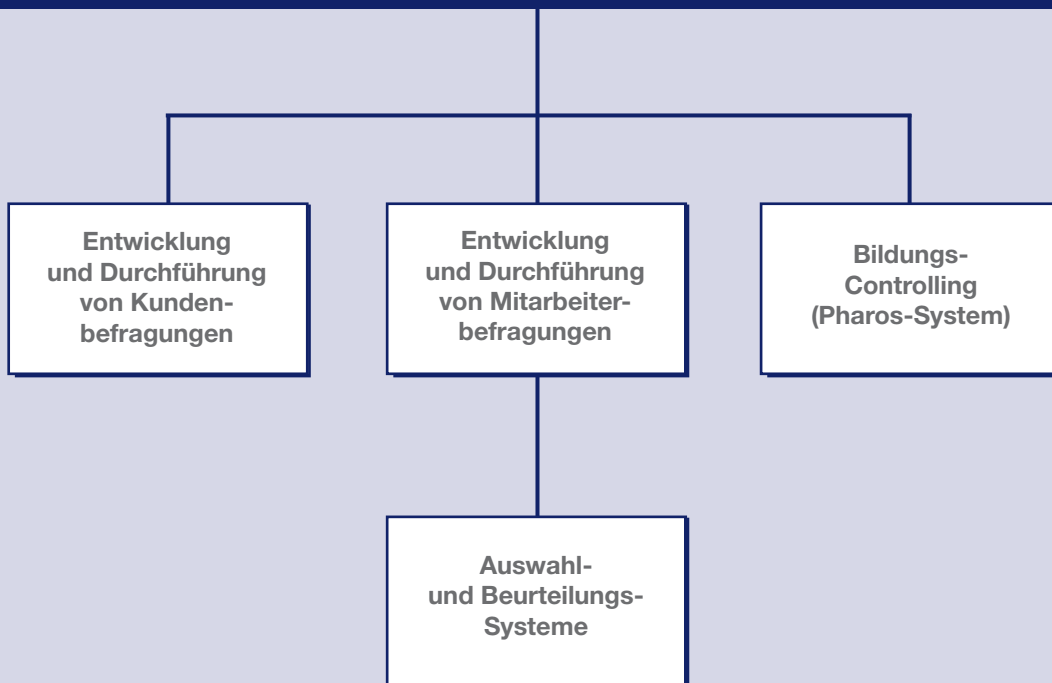 Entwicklung
und Durchführung
von Kunden-
befragungen
Entwicklung
und Durchführung
von Mitarbeiter-
befragungen
Bildungs-
Controlling
(Pharos-System)
Auswahl-
und Beurteilungs-
Systeme